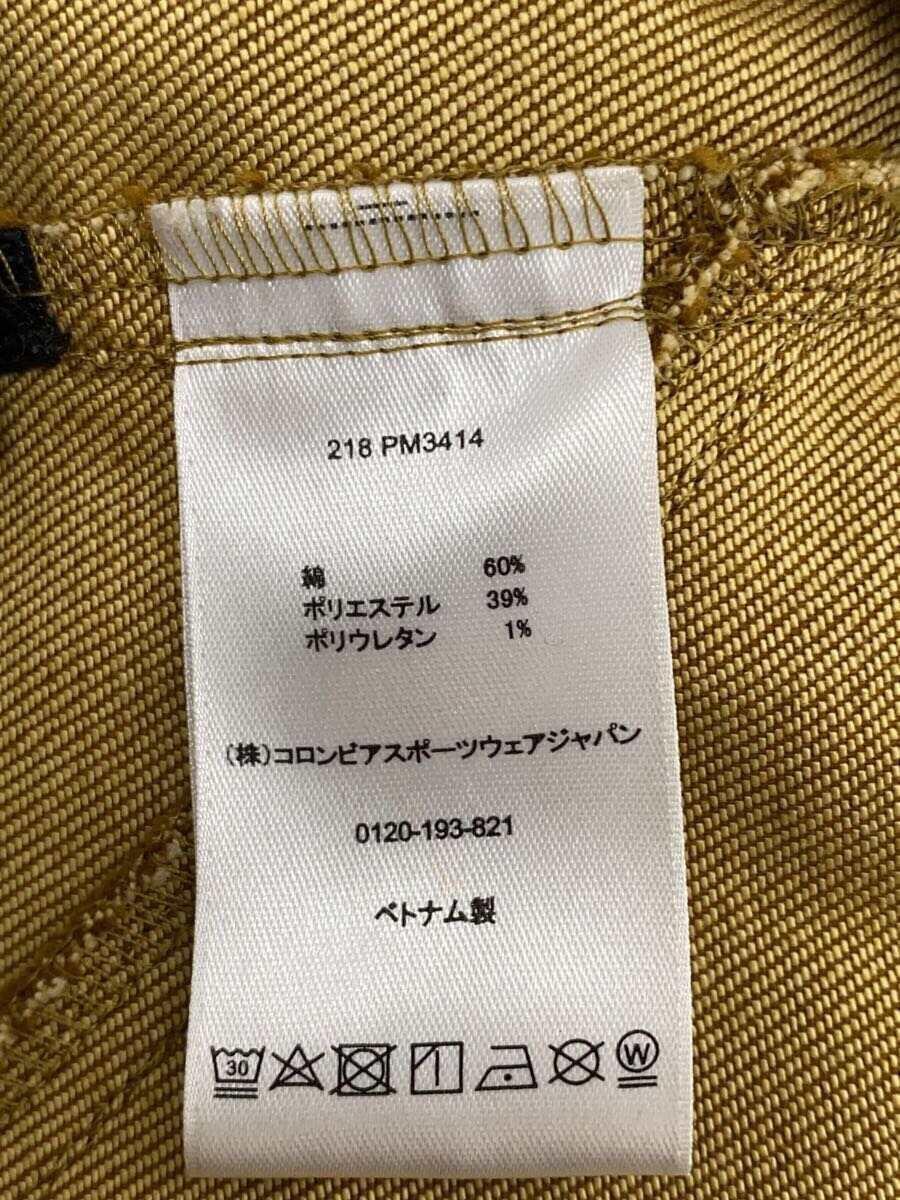 218 PM3414
綿 60%
ポリエステル 39%
ポリウレタン 1%
(株)コロンビアスポーツウェアジャパン
0120-193-821
ベトナム製
30 W